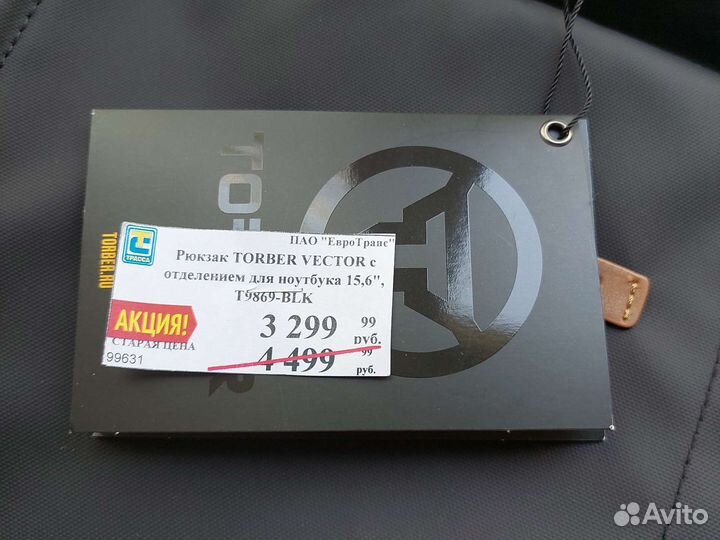 TORBER.RU
ТРАССА
ПАО "ЕвроТранс"
Рюкзак TORBER VECTOR с
отделением для ноутбука 15,6",
T9869-BLK
АКЦИЯ!
3 299 99
руб.
СТАРАЯ ЦЕНА
4 499 99
руб.
99631
Avito